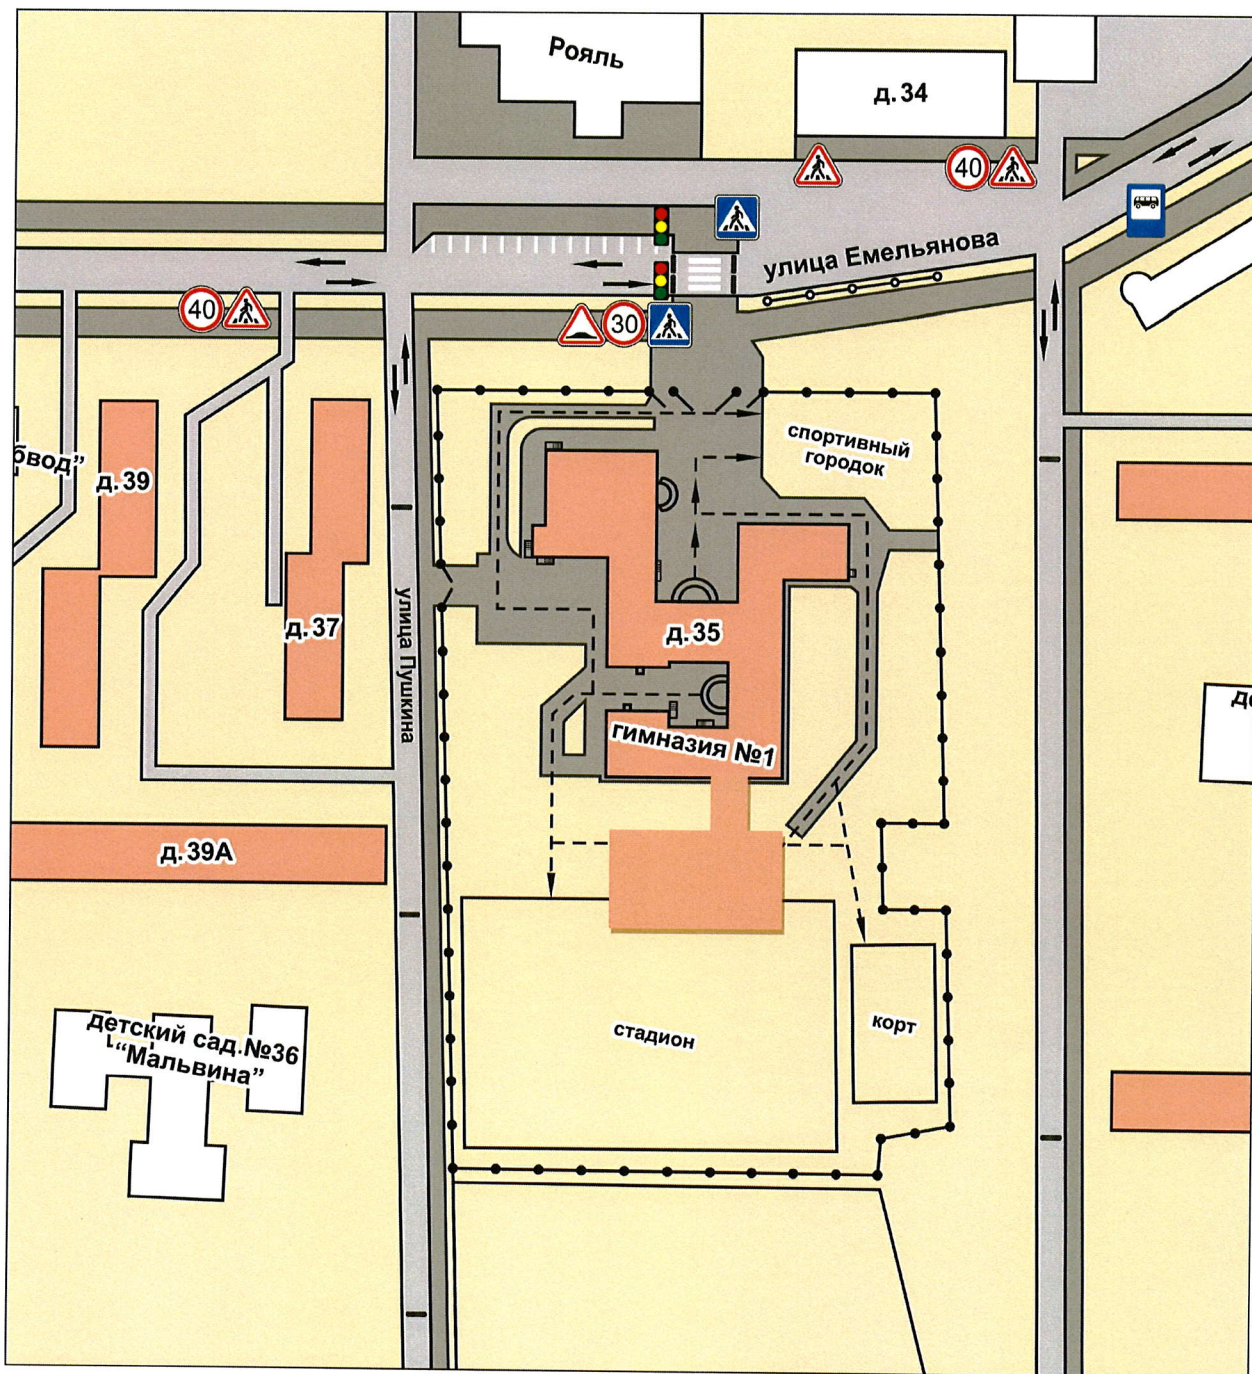 Рояль
д. 34
40
улица Емельянова
40
30
спортивный
городок
бвод”
д. 39
д. 37
улица Пушкина
д. 35
гимназия №1
д. 39А
детский сад №36
“Мальвина”
стадион
корт